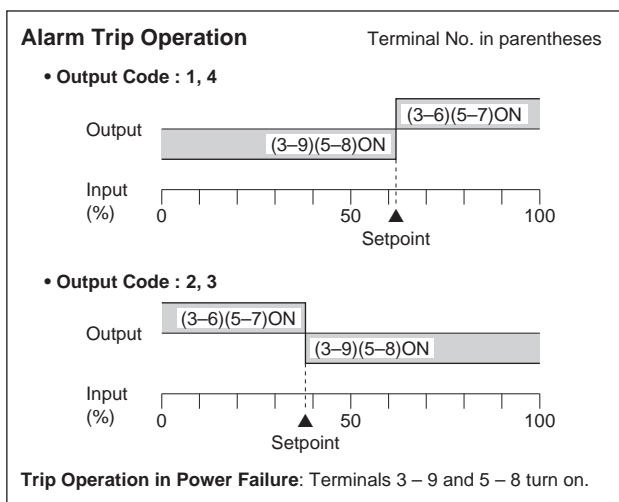 Alarm Trip Operation Terminal No. in parentheses
• Output Code : 1, 4
(3–6)(5–7)ON
Output
(3–9)(5–8)ON
Input
(%)
0 50 100
Setpoint
• Output Code : 2, 3
(3–6)(5–7)ON
Output
(3–9)(5–8)ON
Input
(%)
0 50 100
Setpoint
Trip Operation in Power Failure: Terminals 3 – 9 and 5 – 8 turn on.